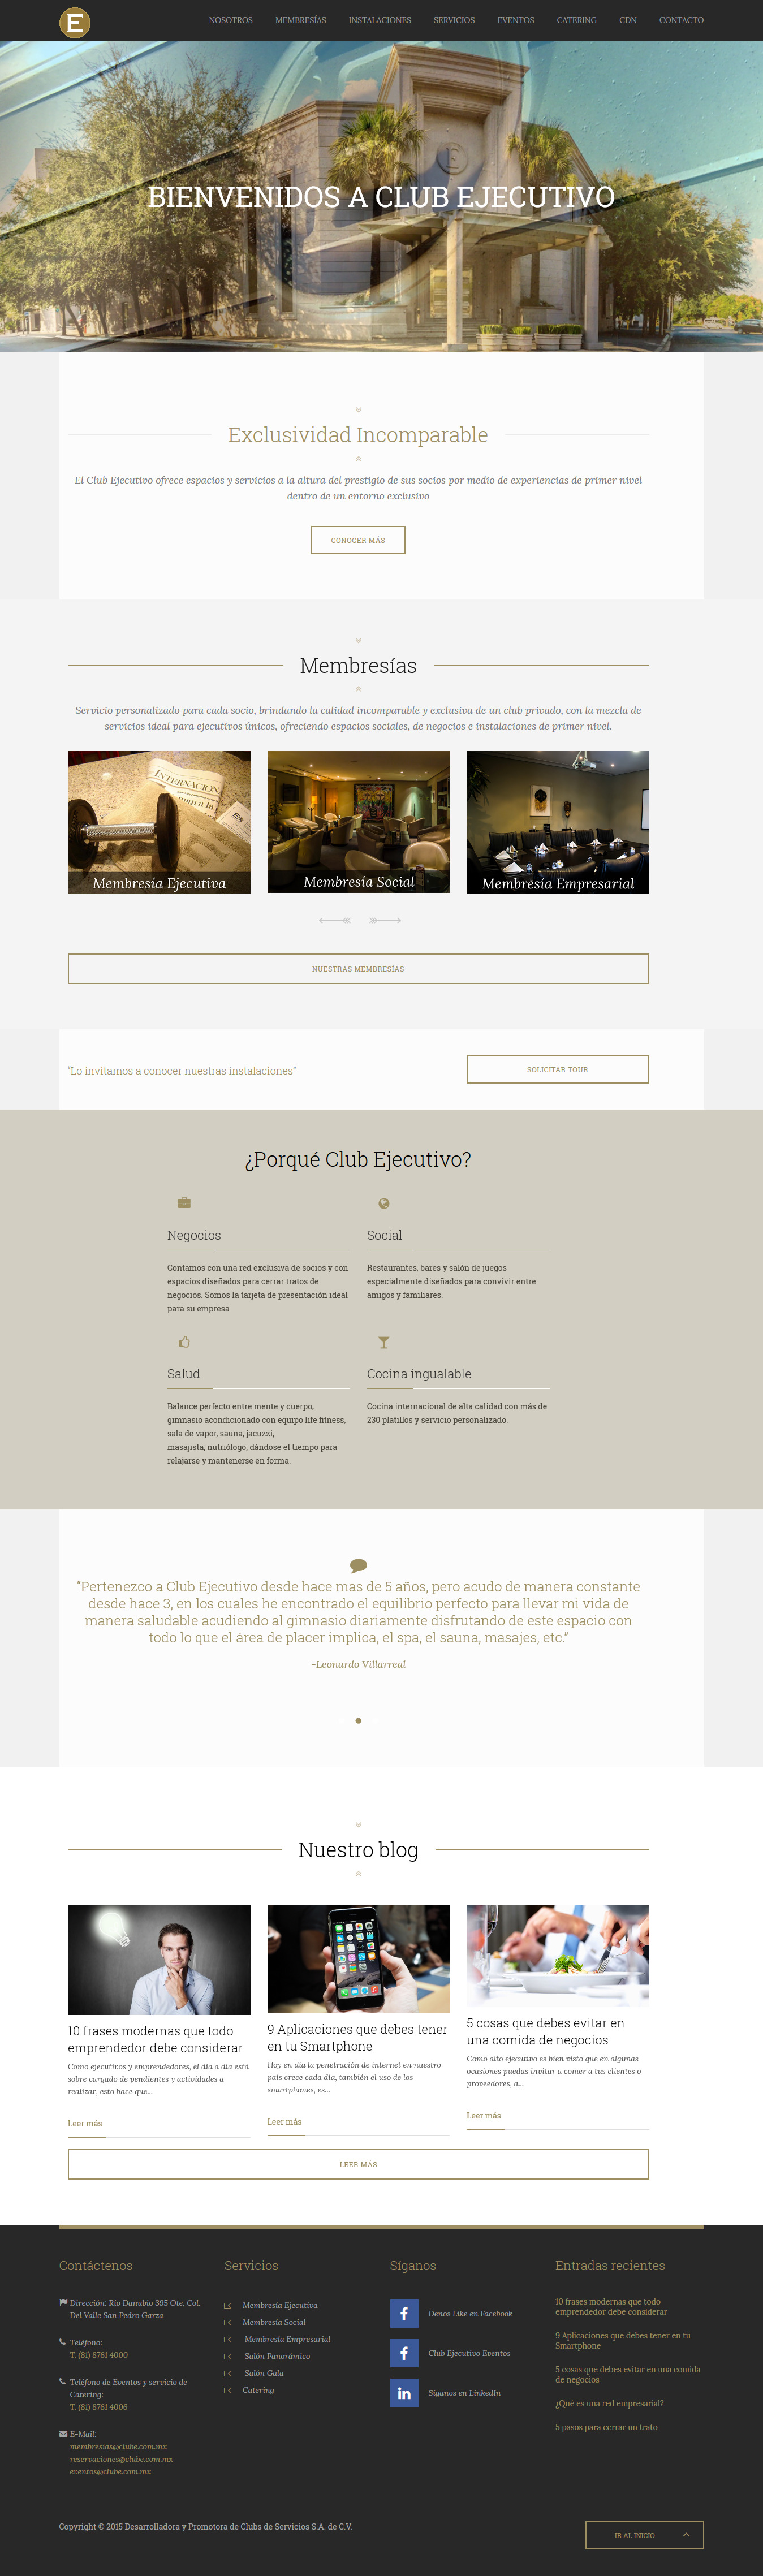 E
NOSOTROS MEMBRESÍAS INSTALACIONES SERVICIOS EVENTOS CATERING CDN CONTACTO
BIENVENIDOS A CLUB EJECUTIVO
Exclusividad Incomparable
El Club Ejecutivo ofrece espacios y servicios a la altura del prestigio de sus socios por medio de experiencias de primer nivel
dentro de un entorno exclusivo
CONOCER MÁS
Membresías
Servicio personalizado para cada socio, brindando la calidad incomparable y exclusiva de un club privado, con la mezcla de
servicios ideal para ejecutivos únicos, ofreciendo espacios sociales, de negocios e instalaciones de primer nivel.
INTERNACION
Membresía Ejecutiva
Membresía Social
Membresía Empresarial
NUESTRAS MEMBRESÍAS
"Lo invitamos a conocer nuestras instalaciones"
SOLICITAR TOUR
¿Porqué Club Ejecutivo?
Negocios
Contamos con una red exclusiva de socios y con
espacios diseñados para cerrar tratos de
negocios. Somos la tarjeta de presentación ideal
para su empresa.
Social
Restaurantes, bares y salón de juegos
especialmente diseñados para convivir entre
amigos y familiares.
Salud
Balance perfecto entre mente y cuerpo,
gimnasio acondicionado con equipo life fitness,
sala de vapor, sauna, jacuzzi,
masajista, nutriólogo, dándose el tiempo para
relajarse y mantenerse en forma.
Cocina ingualable
Cocina internacional de alta calidad con más de
230 platillos y servicio personalizado.
"Pertenezco a Club Ejecutivo desde hace mas de 5 años, pero acudo de manera constante
desde hace 3, en los cuales he encontrado el equilibrio perfecto para llevar mi vida de
manera saludable acudiendo al gimnasio diariamente disfrutando de este espacio con
todo lo que el área de placer implica, el spa, el sauna, masajes, etc."
-Leonardo Villarreal
Nuestro blog
10 frases modernas que todo
emprendedor debe considerar
Como ejecutivos y emprendedores, el día a día está
sobre cargado de pendientes y actividades a
realizar, esto hace que...
Leer más
9 Aplicaciones que debes tener
en tu Smartphone
Hoy en día la penetración de internet en nuestro
país crece cada día, también el uso de los
smartphones, es...
Leer más
5 cosas que debes evitar en
una comida de negocios
Como alto ejecutivo es bien visto que en algunas
ocasiones puedas invitar a comer a tus clientes o
proveedores, a...
Leer más
LEER MÁS
Contáctenos
Dirección: Río Danubio 395 Ote. Col.
Del Valle San Pedro Garza
Teléfono:
T. (81) 8761 4000
Teléfono de Eventos y servicio de
Catering:
T. (81) 8761 4006
E-Mail:
membresias@clube.com.mx
reservaciones@clube.com.mx
eventos@clube.com.mx
Servicios
Membresía Ejecutiva
Membresía Social
Membresía Empresarial
Salón Panorámico
Salón Gala
Catering
Síganos
Denos Like en Facebook
Club Ejecutivo Eventos
Síganos en LinkedIn
Entradas recientes
10 frases modernas que todo
emprendedor debe considerar
9 Aplicaciones que debes tener en tu
Smartphone
5 cosas que debes evitar en una comida
de negocios
¿Qué es una red empresarial?
5 pasos para cerrar un trato
Copyright © 2015 Desarrolladora y Promotora de Clubs de Servicios S.A. de C.V.
IR AL INICIO